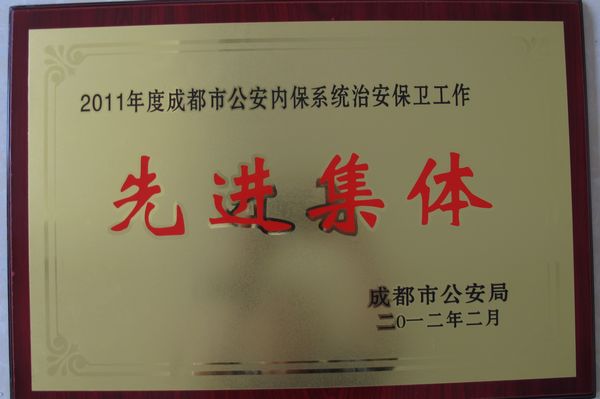 2011年度成都市公安内保系统治安保卫工作
先进集体
成都市公安局
二0一二年二月